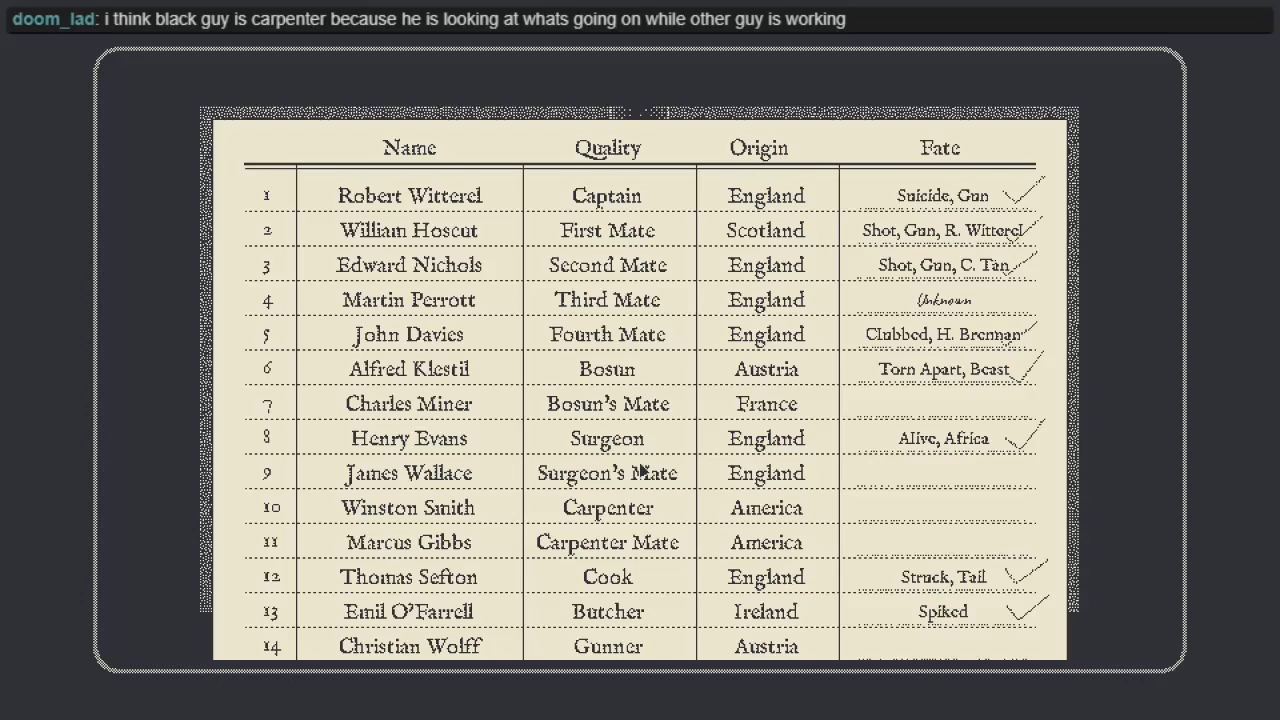 doom_lad: i think black guy is carpenter because he is looking at whats going on while other guy is working
Name Quality Origin Fate
1 Robert Witterel Captain England Suicide, Gun
2 William Hoscut First Mate Scotland Shot, Gun, R. Witterel
3 Edward Nichols Second Mate England Shot, Gun, C. Tan
4 Martin Perrott Third Mate England Unknown
5 John Davies Fourth Mate England Clubbed, H. Brennan
6 Alfred Klestil Bosun Austria Torn Apart, Beast
7 Charles Miner Bosun's Mate France
8 Henry Evans Surgeon England Alive, Africa
9 James Wallace Surgeon's Mate England
10 Winston Smith Carpenter America
11 Marcus Gibbs Carpenter Mate America
12 Thomas Sefton Cook England Struck, Tail
13 Emil O'Farrell Butcher Ireland Spiked
14 Christian Wolff Gunner Austria